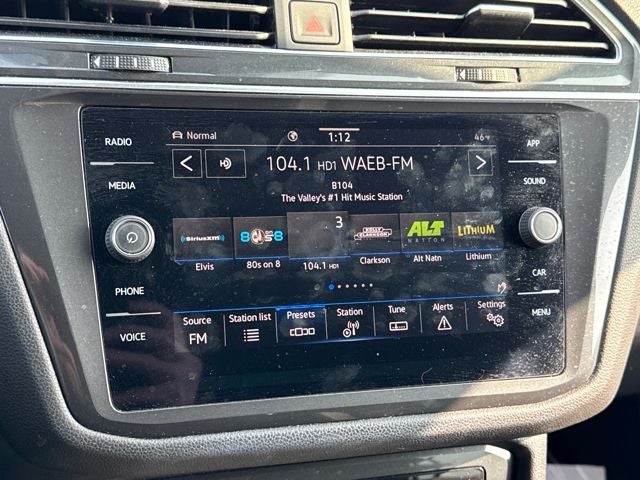 RADIO
MEDIA
PHONE
VOICE
Normal
1:12
46°F
104.1 HD1 WAEB-FM
B104
The Valley's #1 Hit Music Station
SiriusXM
80s on 8
3
KELLY CLARKSON
ALT NATION
LITHIUM
Elvis
80s on 8
104.1 HD1
Clarkson
Alt Natn
Lithium
Source
FM
Station list
Presets
Station
Tune
Alerts
Settings
APP
SOUND
CAR
MENU